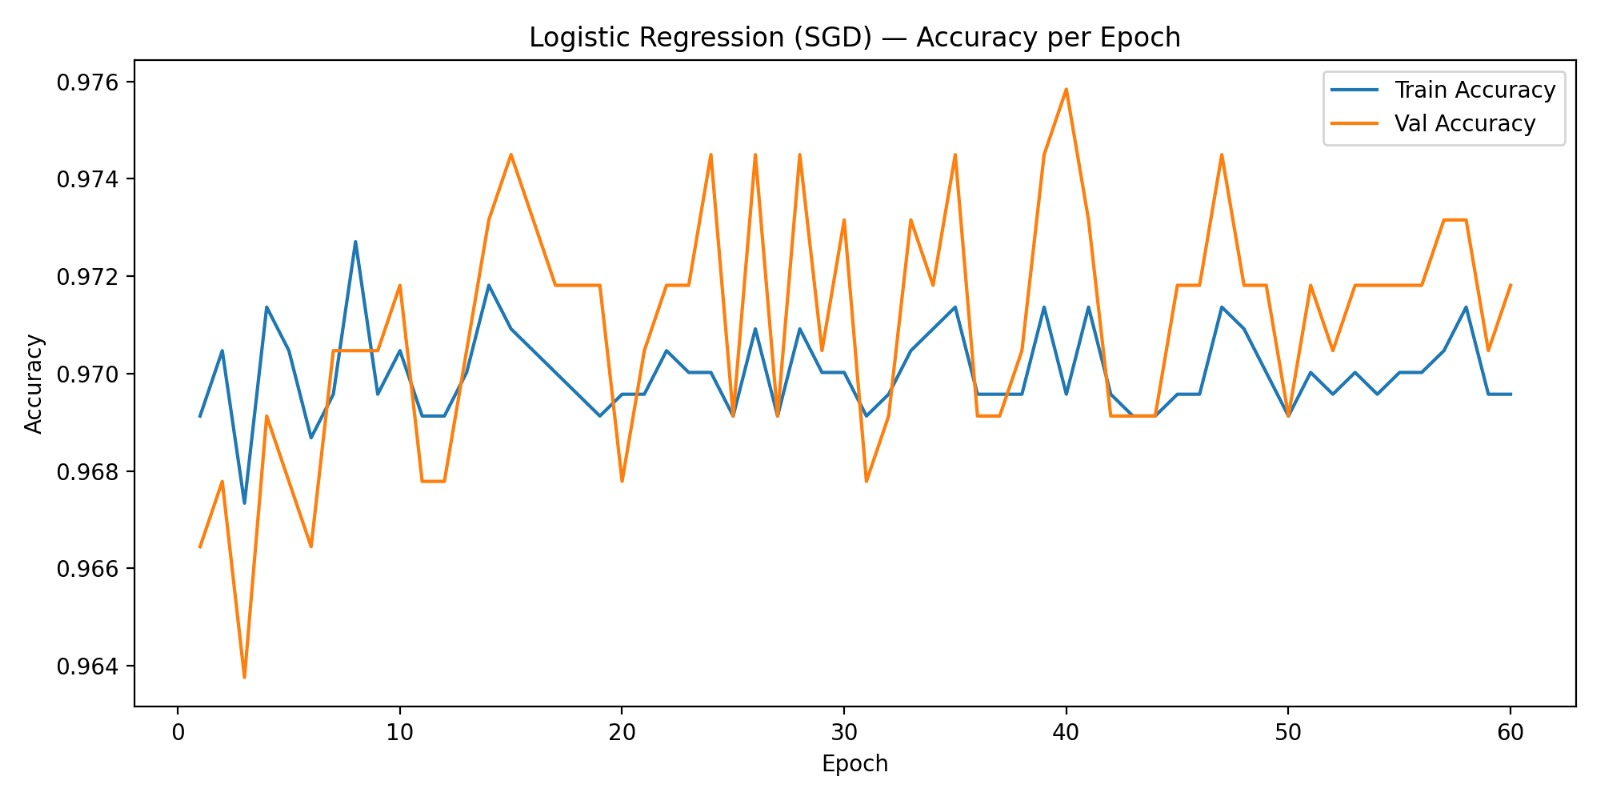 Logistic Regression (SGD) — Accuracy per Epoch
Train Accuracy
Val Accuracy
0.976
0.974
0.972
0.970
0.968
0.966
0.964
Accuracy
0 10 20 30 40 50 60
Epoch